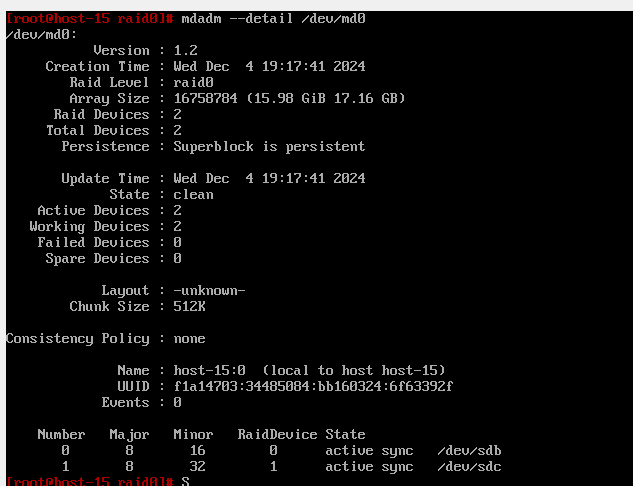 [root@host-15 raid0]# mdadm --detail /dev/md0
/dev/md0:
Version : 1.2
Creation Time : Wed Dec  4 19:17:41 2024
Raid Level : raid0
Array Size : 16758784 (15.98 GiB 17.16 GB)
Raid Devices : 2
Total Devices : 2
Persistence : Superblock is persistent
Update Time : Wed Dec  4 19:17:41 2024
State : clean
Active Devices : 2
Working Devices : 2
Failed Devices : 0
Spare Devices : 0
Layout : -unknown-
Chunk Size : 512K
Consistency Policy : none
Name : host-15:0  (local to host host-15)
UUID : f1a14703:34485084:bb160324:6f63392f
Events : 0
Number   Major   Minor   RaidDevice State
0       8       16        0      active sync   /dev/sdb
1       8       32        1      active sync   /dev/sdc
[root@host-15 raid0]# S